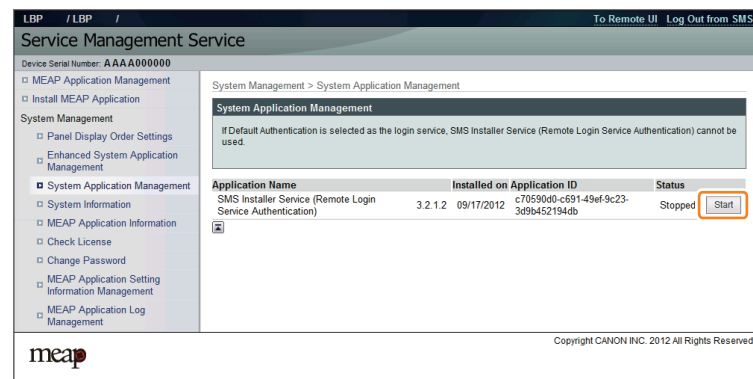 LBP / LBP /
To Remote UI Log Out from SMS
Service Management Service
Device Serial Number: AAAA000000
MEAP Application Management
Install MEAP Application
System Management
Panel Display Order Settings
Enhanced System Application
Management
System Application Management
System Information
MEAP Application Information
Check License
Change Password
MEAP Application Setting
Information Management
MEAP Application Log
Management
System Management > System Application Management
System Application Management
If Default Authentication is selected as the login service, SMS Installer Service (Remote Login Service Authentication) cannot be
used.
Application Name Installed on Application ID Status
SMS Installer Service (Remote Login
Service Authentication) 3.2.1.2 09/17/2012 c70590d0-c691-49ef-9c23-
3d9b452194db Stopped Start
Copyright CANON INC. 2012 All Rights Reserved
meap